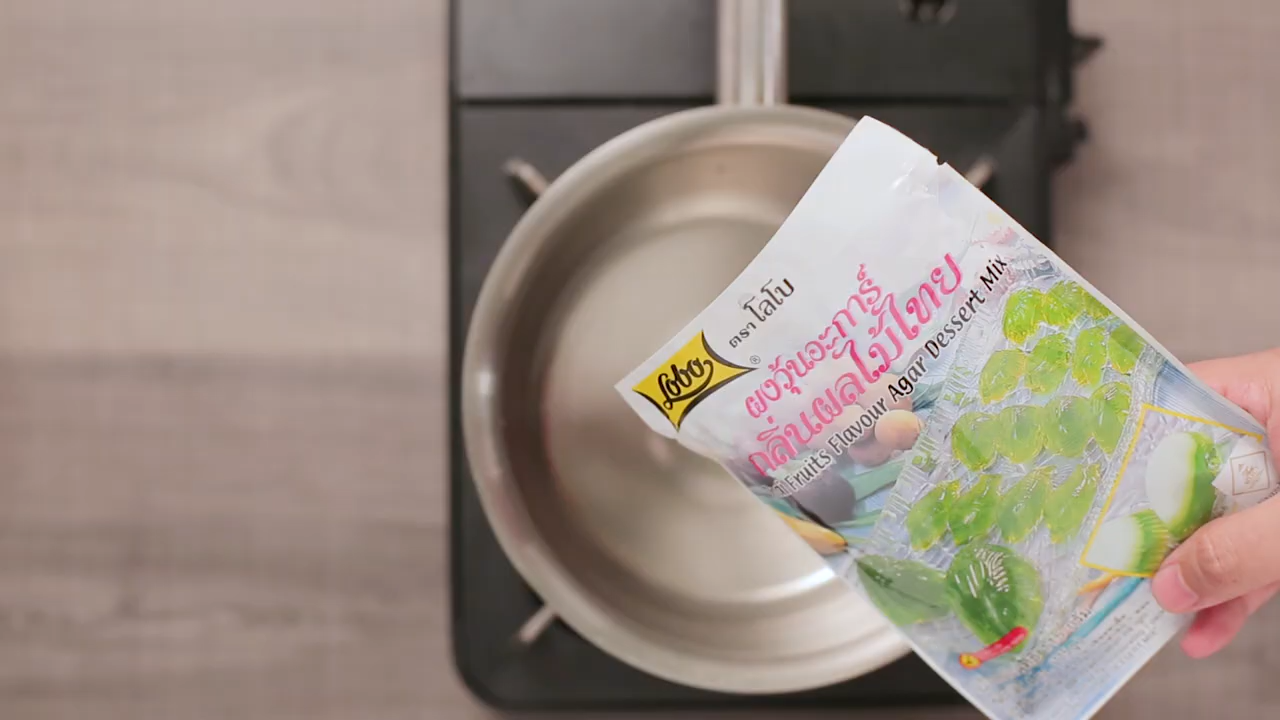 Lobo
ตรา โลโบ
ผงวุ้นอะการ์
กลิ่นผลไม้ไทย
Fruits Flavour Agar Dessert Mix